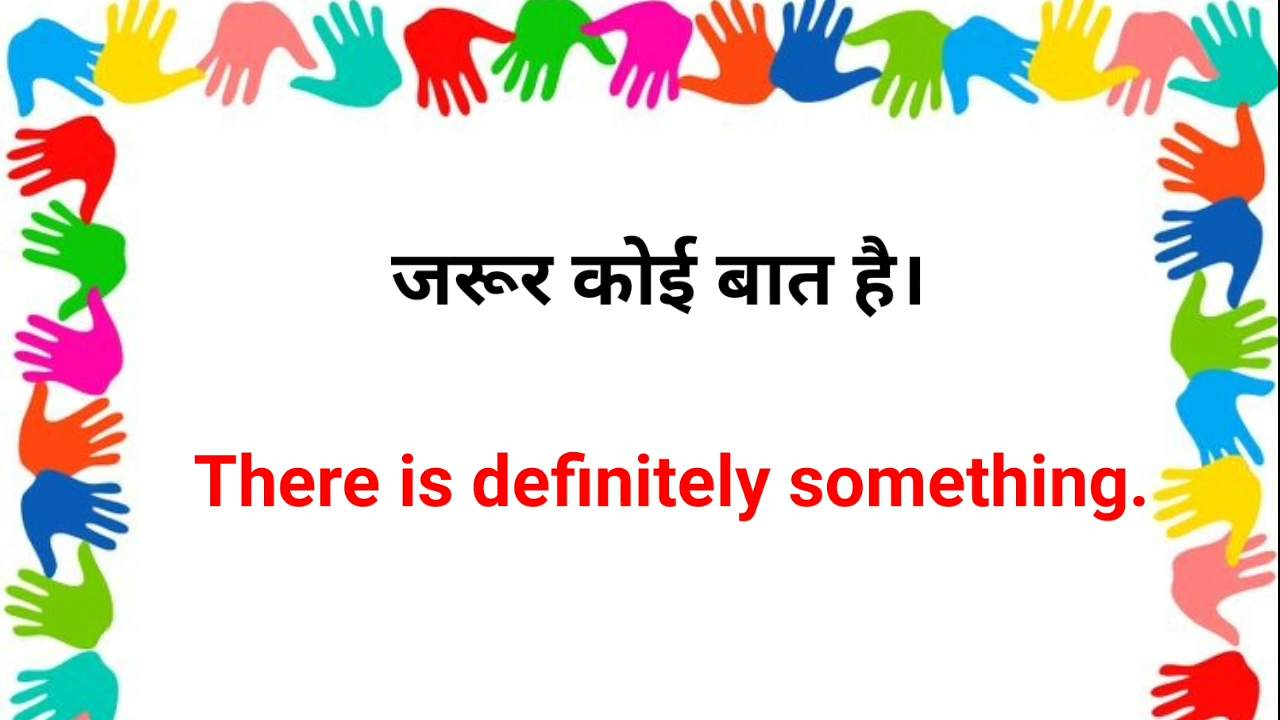 जरूर कोई बात है।
There is definitely something.